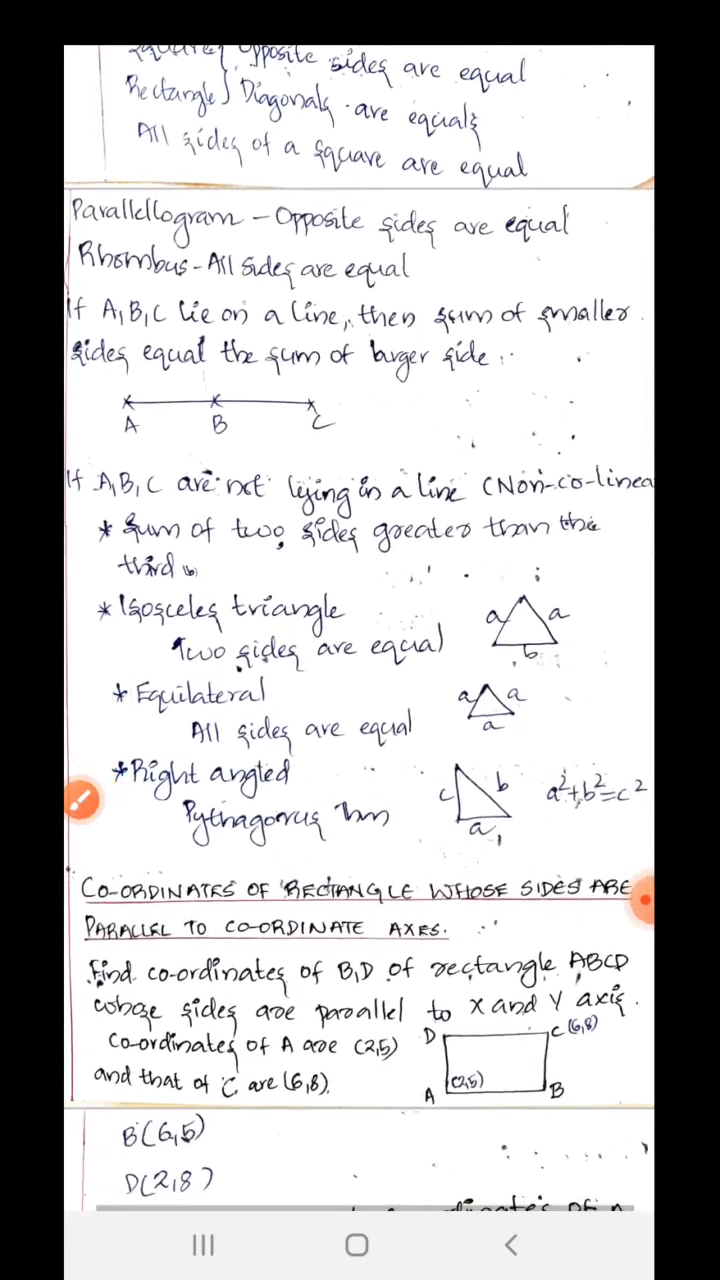 Square} Opposite sides are equal
Rectangle} Diagonals are equals
All sides of a square are equal
Parallellogram - Opposite sides are equal
Rhombus - All sides are equal
If A,B,C lie on a line, then sum of smaller
sides equal the sum of larger side.
A B C
If A,B,C are not lying in a line (Non-co-linea
* Sum of two sides greater than the
third
* Isosceles triangle a a
Two sides are equal b
* Equilateral a a
All sides are equal a
* Right angled c b a²+b²=c²
Pythagorus thm a
CO-ORDINATES OF RECTANGLE WHOSE SIDES ARE
PARALLEL TO CO-ORDINATE AXES.
Find co-ordinates of B,D of rectangle ABCD
whose sides are parallel to X and Y axis.
Co-ordinates of A are (2,5) D C (6,8)
and that of C are (6,8). A (2,5) B
B(6,5)
D(2,8)